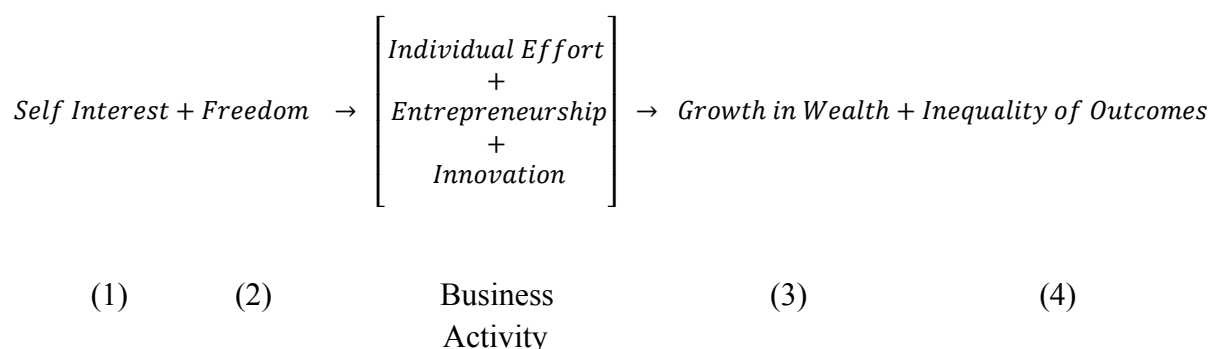 Individual Effort
+
Self Interest + Freedom → Entrepreneurship → Growth in Wealth + Inequality of Outcomes
+
Innovation
(1) (2) Business (3) (4)
Activity